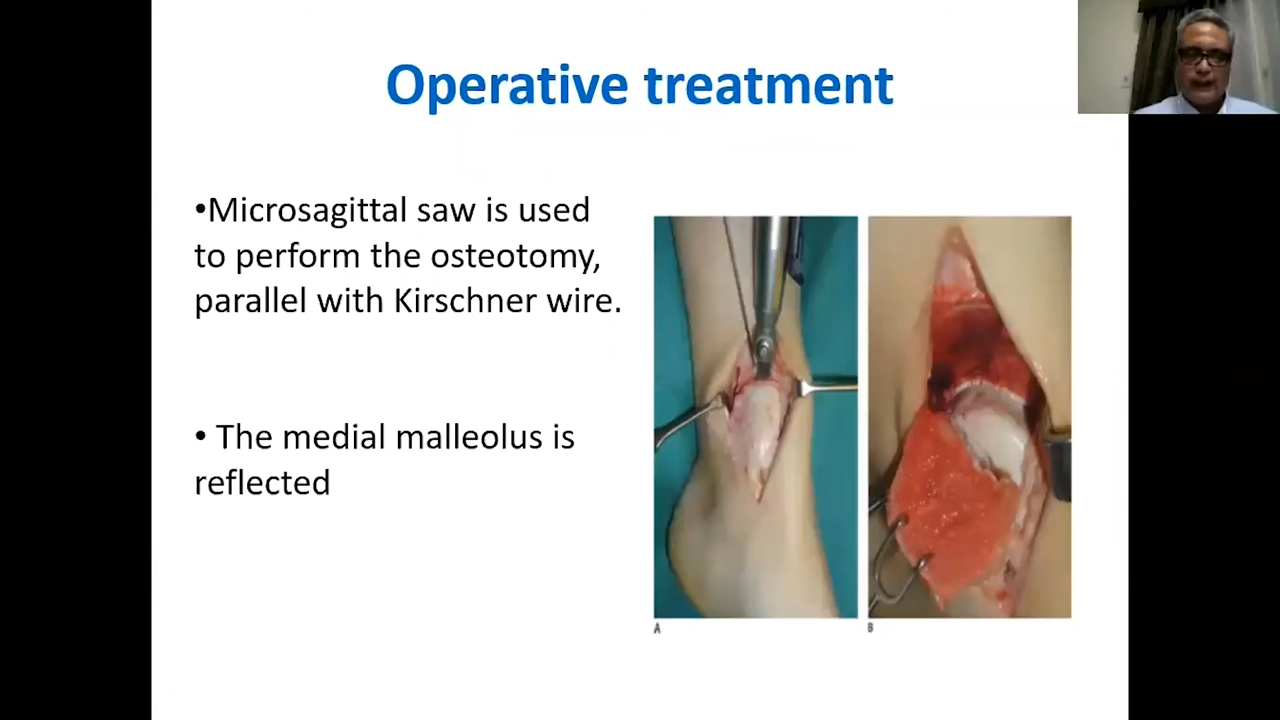 Operative treatment
•Microsagittal saw is used
to perform the osteotomy,
parallel with Kirschner wire.
• The medial malleolus is
reflected
A
B